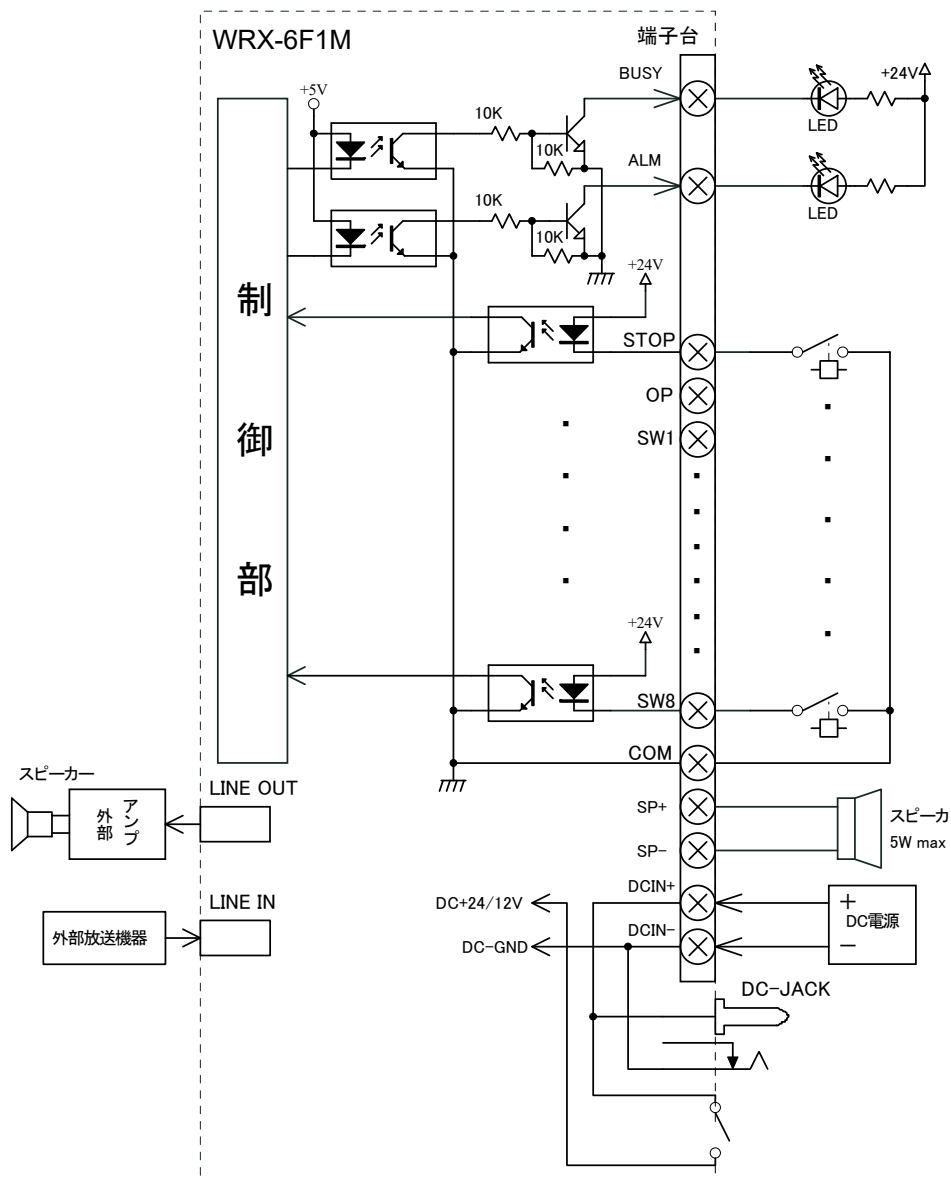 WRX-6F1M
端子台
BUSY
+24V
+5V
LED
10K
10K
ALM
LED
10K
10K
+24V
制御部
STOP
OP
SW1
+24V
SW8
COM
スピーカー
LINE OUT
外部アンプ
SP+
スピーカ
5W max
SP-
LINE IN
DCIN+
DC+24/12V
+
DC電源
外部放送機器
DCIN-
DC-GND
-
DC-JACK